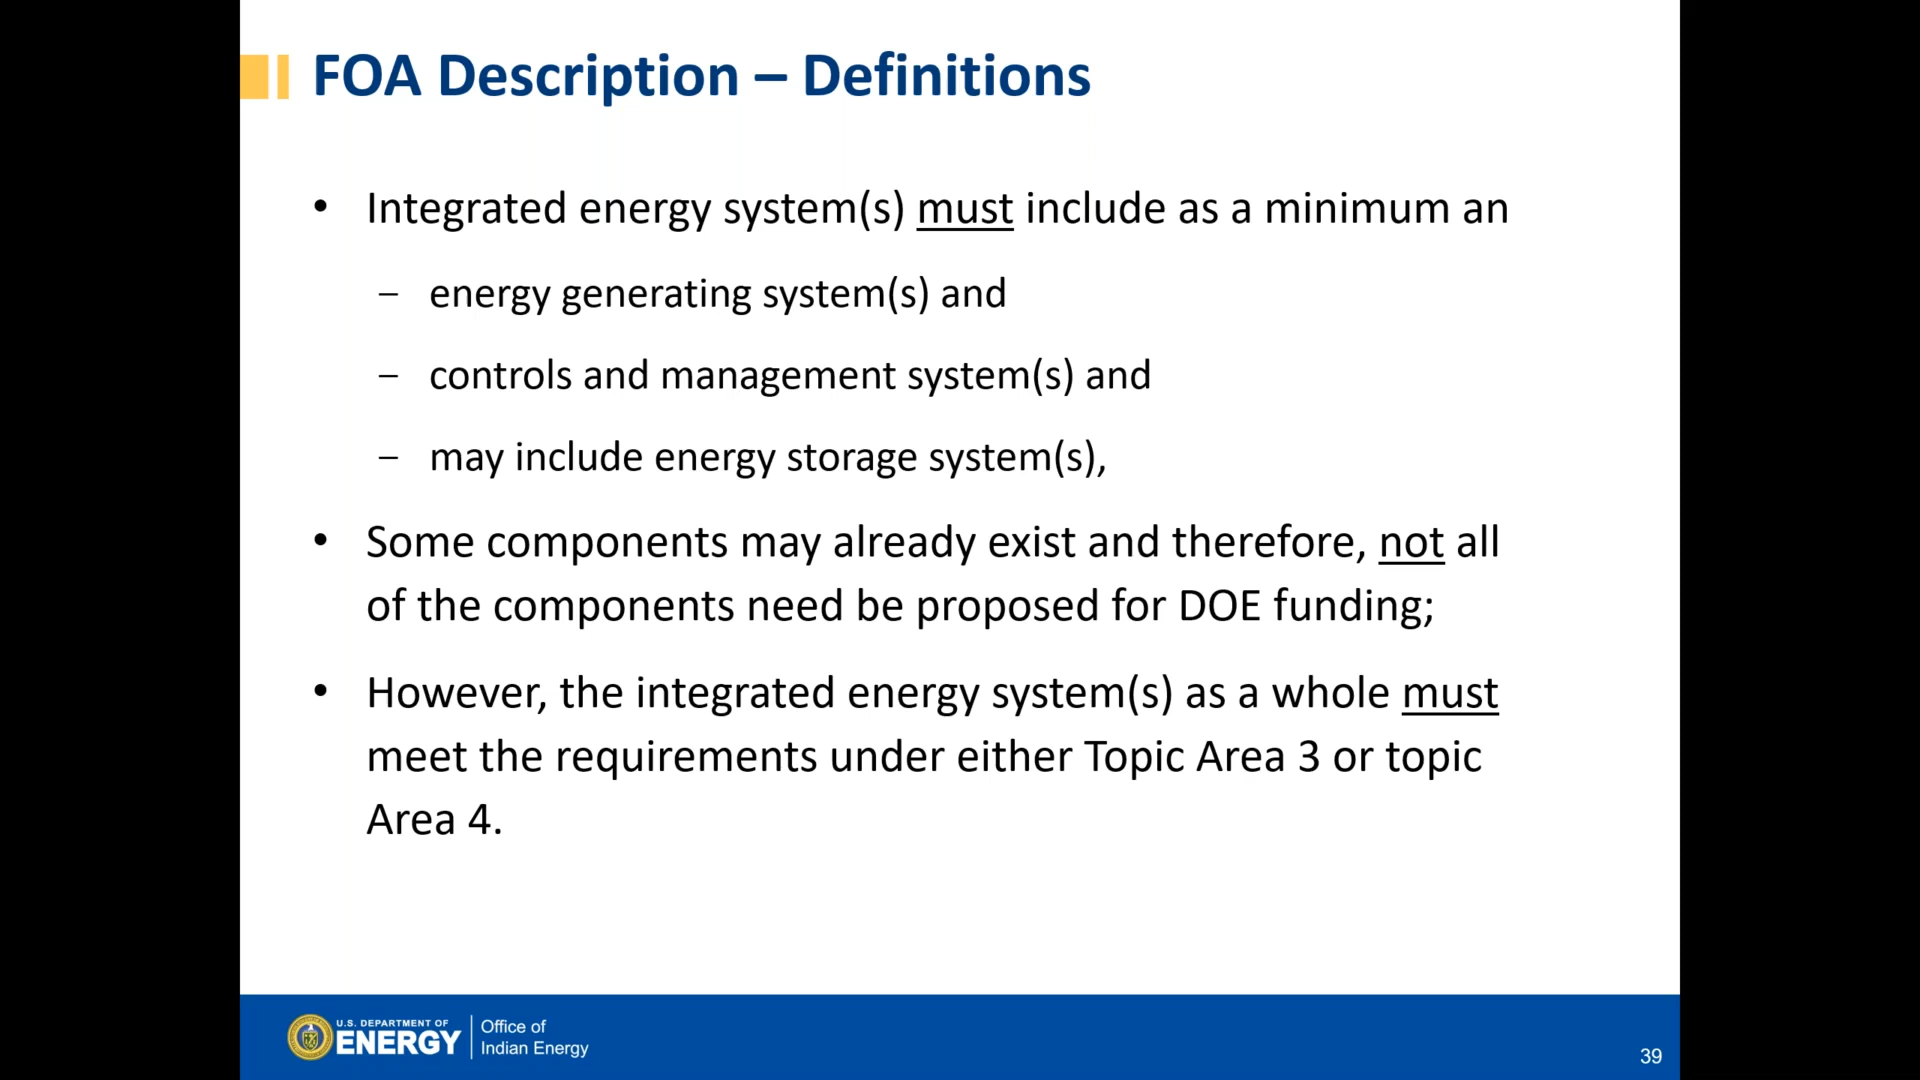 FOA Description – Definitions
• Integrated energy system(s) must include as a minimum an
– energy generating system(s) and
– controls and management system(s) and
– may include energy storage system(s),
• Some components may already exist and therefore, not all
of the components need be proposed for DOE funding;
• However, the integrated energy system(s) as a whole must
meet the requirements under either Topic Area 3 or topic
Area 4.
U.S. DEPARTMENT OF
ENERGY
Office of
Indian Energy
39